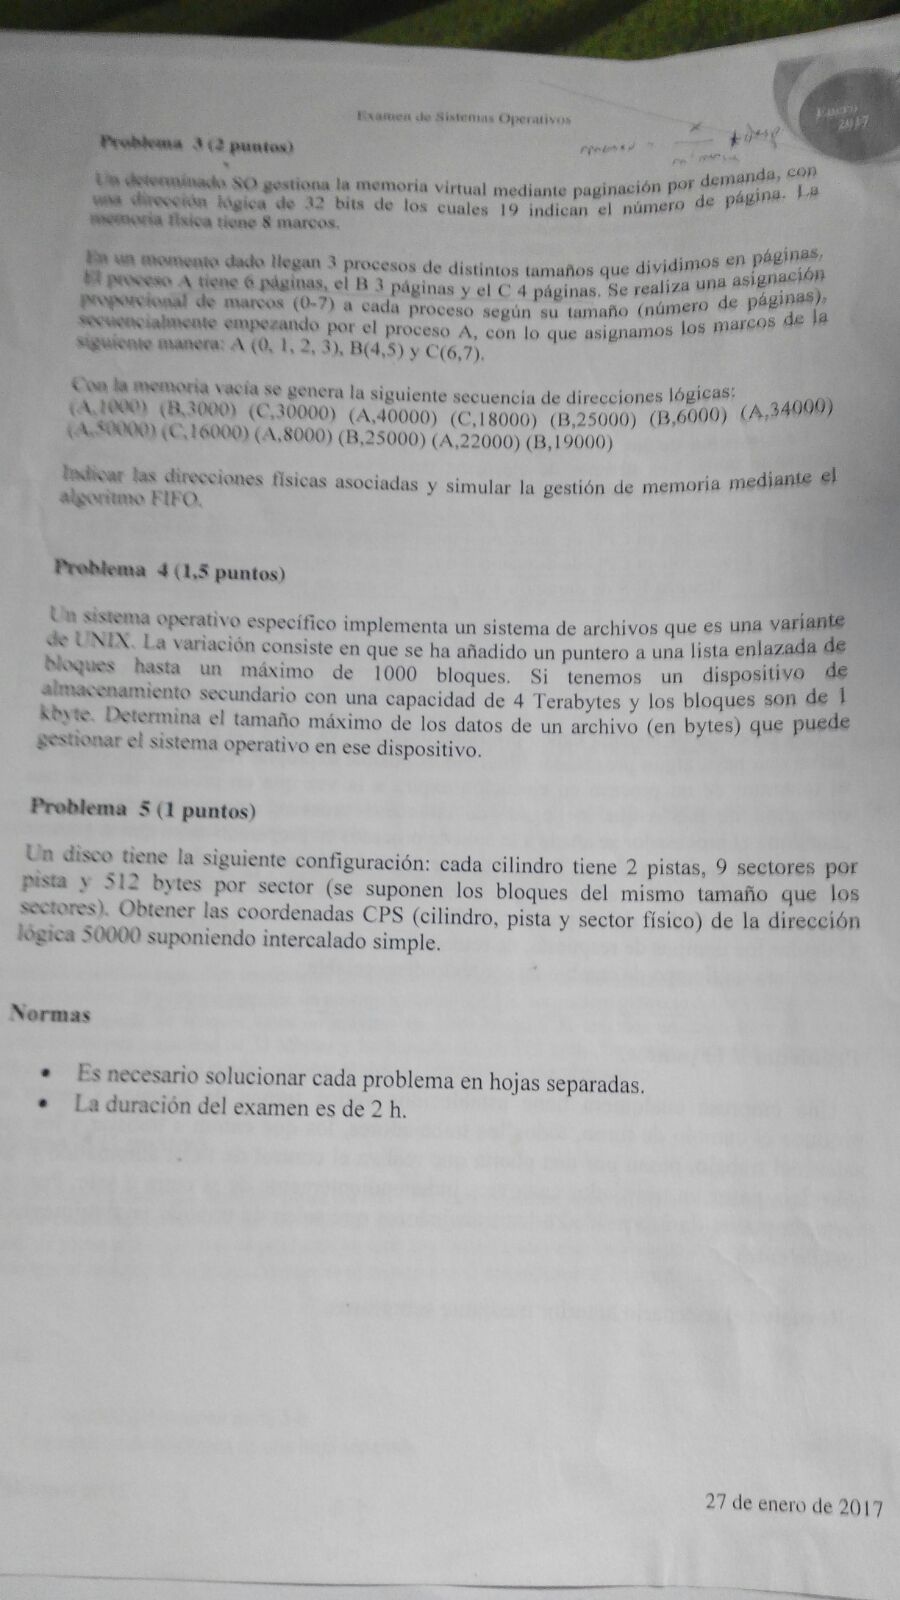 Examen de Sistemas Operativos
Enero
2017
Problema 3 (2 puntos)
Un determinado SO gestiona la memoria virtual mediante paginación por demanda, con
una dirección lógica de 32 bits de los cuales 19 indican el número de página. La
memoria física tiene 8 marcos.
En un momento dado llegan 3 procesos de distintos tamaños que dividimos en páginas,
El proceso A tiene 6 páginas, el B 3 páginas y el C 4 páginas. Se realiza una asignación
proporcional de marcos (0-7) a cada proceso según su tamaño (número de páginas),
secuencialmente empezando por el proceso A, con lo que asignamos los marcos de la
siguiente manera: A (0, 1, 2, 3), B(4,5) y C(6,7).
Con la memoria vacía se genera la siguiente secuencia de direcciones lógicas:
(A,1000) (B,3000) (C,30000) (A,40000) (C,18000) (B,25000) (B,6000) (A,34000)
(A,50000) (C,16000) (A,8000) (B,25000) (A,22000) (B,19000)
Indicar las direcciones físicas asociadas y simular la gestión de memoria mediante el
algoritmo FIFO.
Problema 4 (1,5 puntos)
Un sistema operativo específico implementa un sistema de archivos que es una variante
de UNIX. La variación consiste en que se ha añadido un puntero a una lista enlazada de
bloques hasta un máximo de 1000 bloques. Si tenemos un dispositivo de
almacenamiento secundario con una capacidad de 4 Terabytes y los bloques son de 1
kbyte. Determina el tamaño máximo de los datos de un archivo (en bytes) que puede
gestionar el sistema operativo en ese dispositivo.
Problema 5 (1 puntos)
Un disco tiene la siguiente configuración: cada cilindro tiene 2 pistas, 9 sectores por
pista y 512 bytes por sector (se suponen los bloques del mismo tamaño que los
sectores). Obtener las coordenadas CPS (cilindro, pista y sector físico) de la dirección
lógica 50000 suponiendo intercalado simple.
Normas
• Es necesario solucionar cada problema en hojas separadas.
• La duración del examen es de 2 h.
27 de enero de 2017